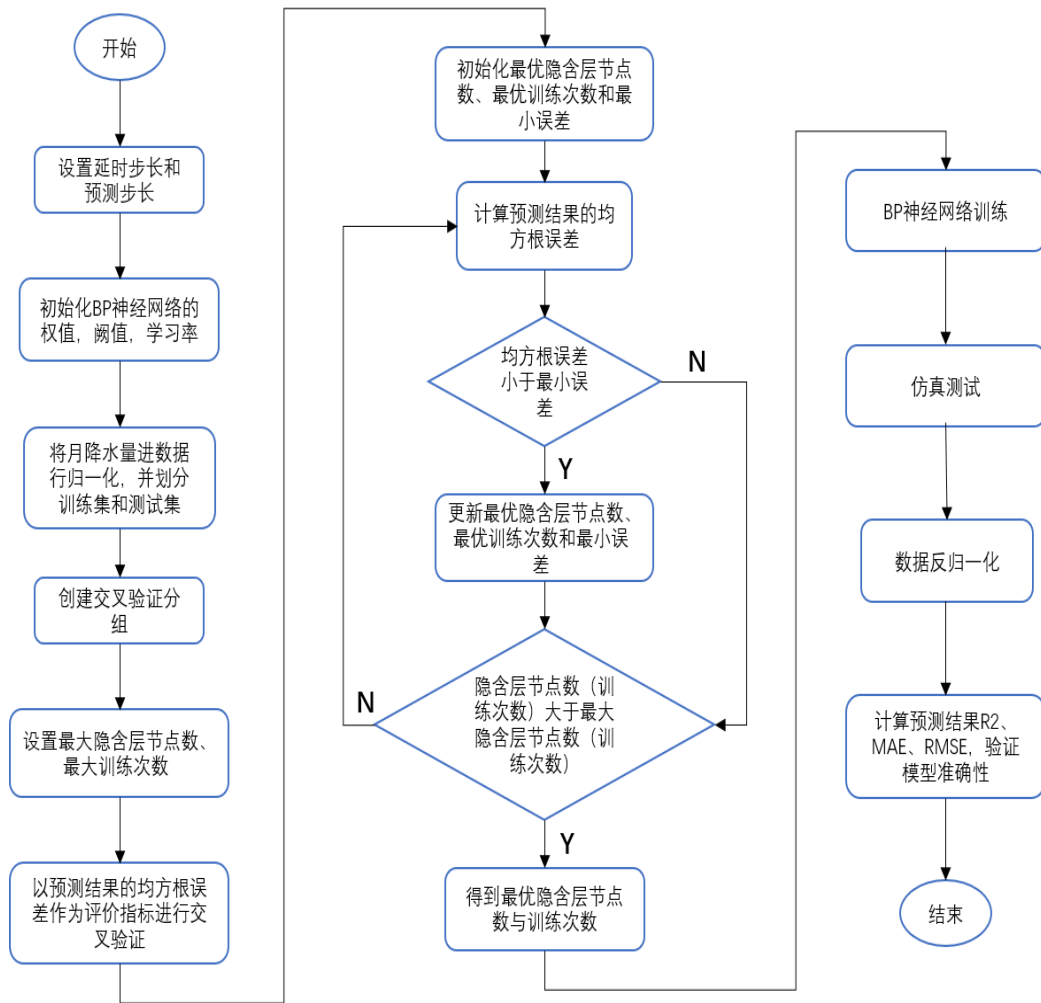 开始
设置延时步长和
预测步长
初始化BP神经网络的
权值，阙值，学习率
将月降水量进数据
行归一化，并划分
训练集和测试集
创建交叉验证分
组
设置最大隐含层节点数、
最大训练次数
以预测结果的均方根误
差作为评价指标进行交
叉验证
初始化最优隐含层节点
数、最优训练次数和最
小误差
计算预测结果的均
方根误差
均方根误差
小于最小误
差
N
Y
更新最优隐含层节点数、
最优训练次数和最小误
差
隐含层节点数（训
练次数）大于最大
隐含层节点数（训
练次数）
N
Y
得到最优隐含层节点
数与训练次数
BP神经网络训练
仿真测试
数据反归一化
计算预测结果R2、
MAE、RMSE，验证
模型准确性
结束